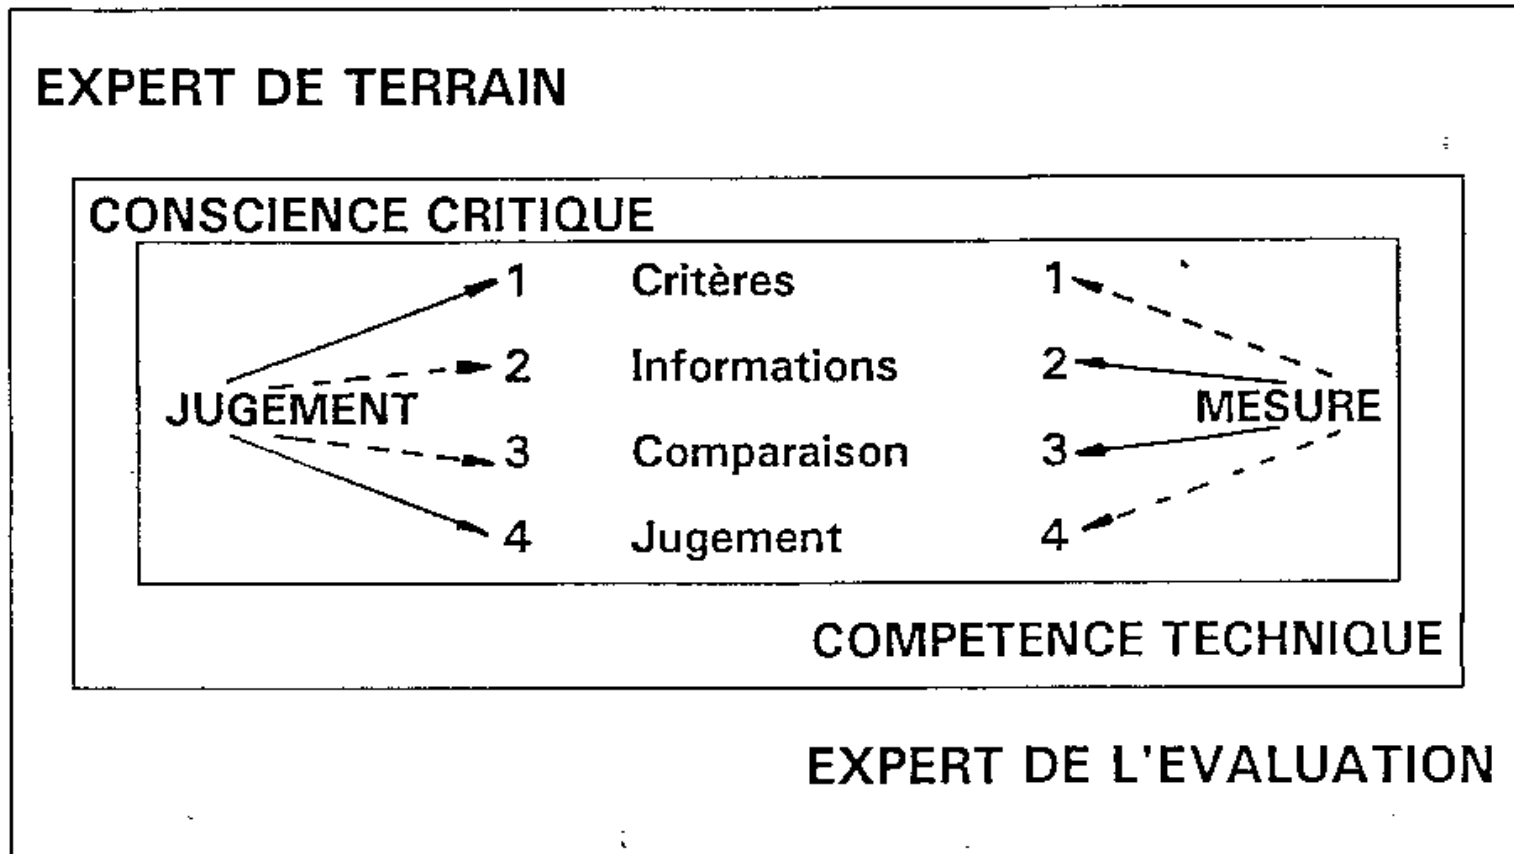 EXPERT DE TERRAIN
CONSCIENCE CRITIQUE
1 Critères 1
2 Informations 2
JUGEMENT MESURE
3 Comparaison 3
4 Jugement 4
COMPETENCE TECHNIQUE
EXPERT DE L'EVALUATION